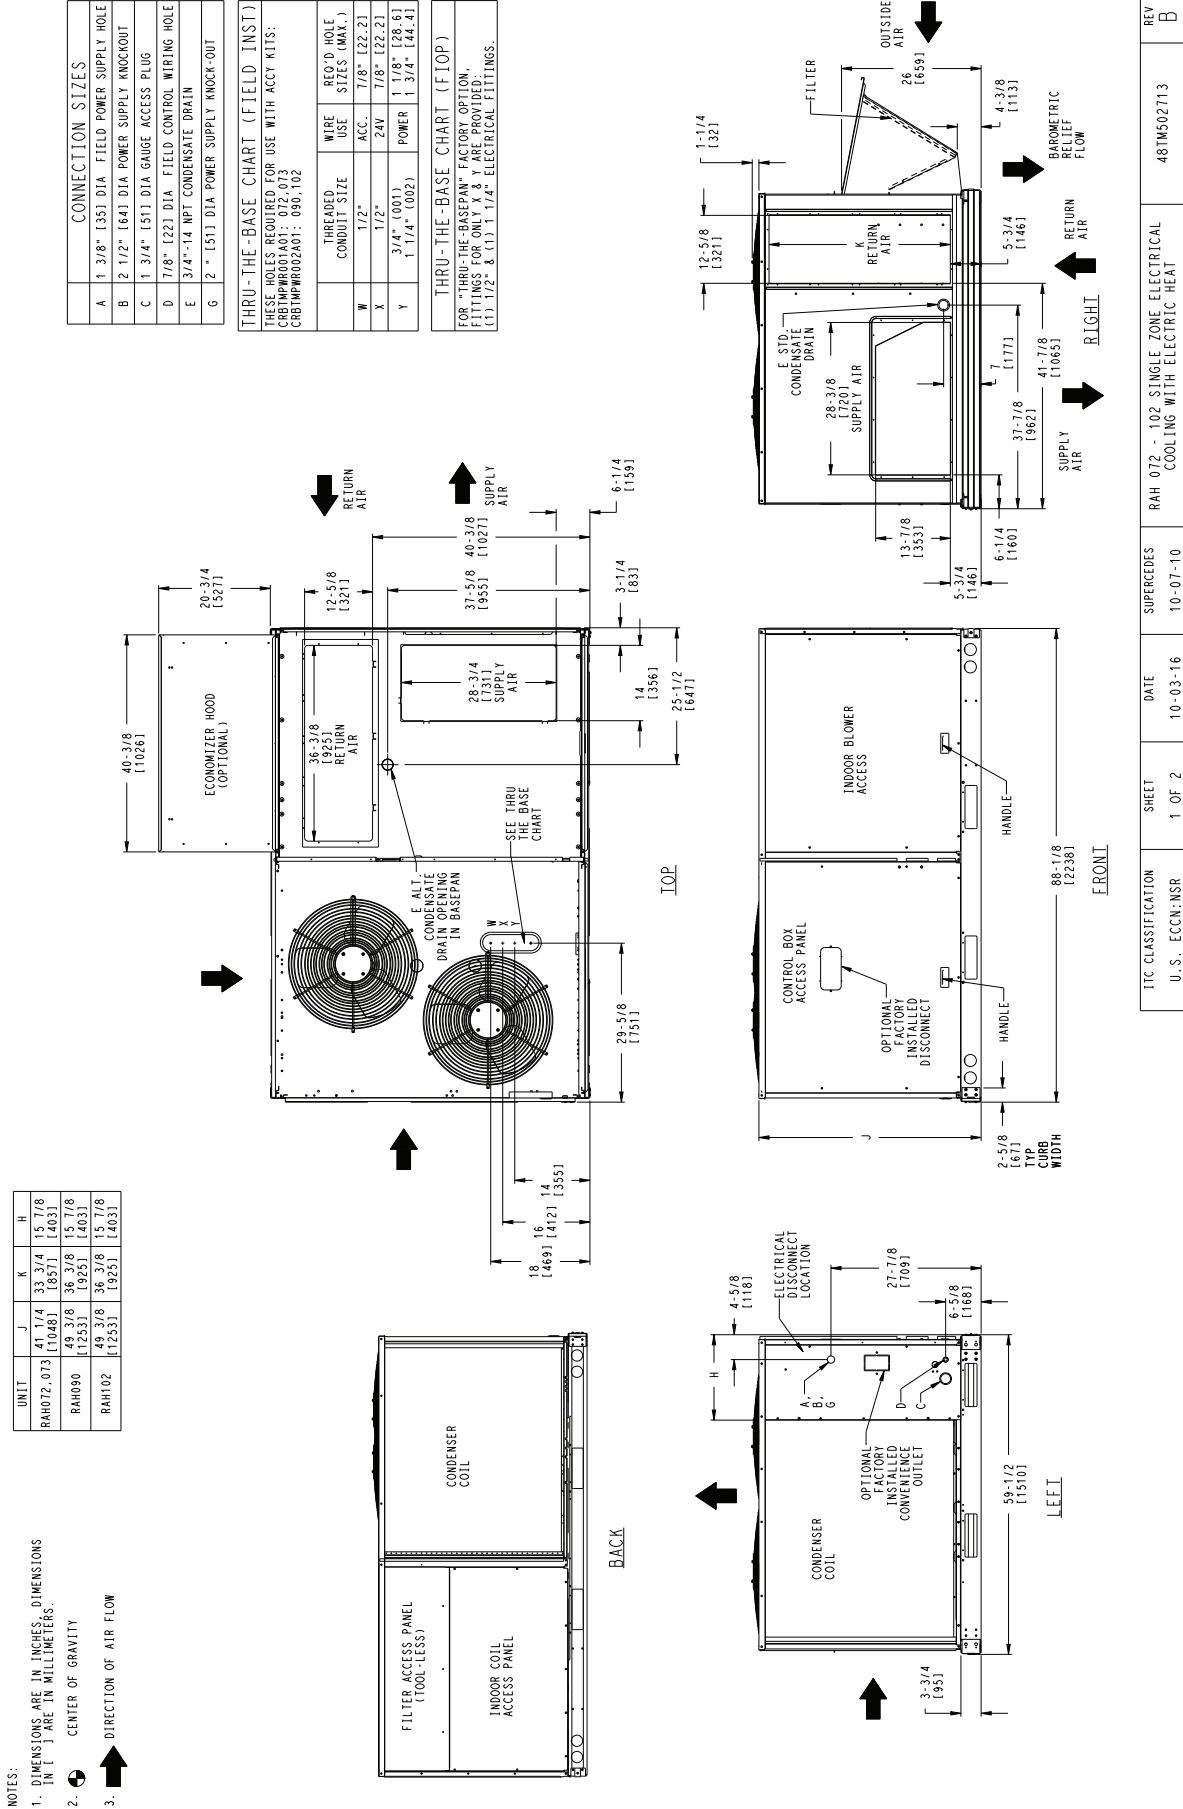 NOTES:
1. DIMENSIONS ARE IN INCHES, DIMENSIONS
IN [ ] ARE IN MILLIMETERS.
2. CENTER OF GRAVITY
3. DIRECTION OF AIR FLOW
UNIT J K H
RAH072,073 41 1/4 [1048] 33 3/4 [857] 15 7/8 [403]
RAH090 49 3/8 [1253] 36 3/8 [925] 15 7/8 [403]
RAH102 49 3/8 [1253] 36 3/8 [925] 15 7/8 [403]
CONNECTION SIZES
A 1 3/8" [35] DIA FIELD POWER SUPPLY HOLE
B 2 1/2" [64] DIA POWER SUPPLY KNOCKOUT
C 1 3/4" [51] DIA GAUGE ACCESS PLUG
D 7/8" [22] DIA FIELD CONTROL WIRING HOLE
E 3/4"-14 NPT CONDENSATE DRAIN
G 2 " [51] DIA POWER SUPPLY KNOCK-OUT
THRU-THE-BASE CHART (FIELD INST)
THESE HOLES REQUIRED FOR USE WITH ACCY KITS:
CRBTMPWR001A01: 072,073
CRBTMPWR002A01: 090,102
THREADED CONDUIT SIZE WIRE USE REQ'D HOLE SIZES (MAX.)
W 1/2" ACC. 7/8" [22.2]
X 1/2" 24V 7/8" [22.2]
Y 3/4" (001) POWER 1 1/8" [28.6]
1 1/4" (002) 1 3/4" [44.4]
THRU-THE-BASE CHART (FIOP)
FOR "THRU-THE-BASEPAN" FACTORY OPTION,
FITTINGS FOR ONLY X & Y ARE PROVIDED:
(1) 1/2" & (1) 1 1/4" ELECTRICAL FITTINGS.
40-3/8
[1026]
20-3/4
[527]
ECONOMIZER HOOD
(OPTIONAL)
RETURN
AIR
SUPPLY
AIR
12-5/8
[321]
36-3/8
[925]
RETURN
AIR
28-3/4
[731]
SUPPLY
AIR
37-5/8
[955]
40-3/8
[1027]
6-1/4
[159]
3-1/4
[83]
14
[356]
25-1/2
[647]
E ALT.
CONDENSATE
DRAIN OPENING
IN BASEPAN
SEE THRU
THE BASE
CHART
W
X
Y
29-5/8
[751]
18
[469]
16
[412]
14
[355]
TOP
FILTER ACCESS PANEL
(TOOL-LESS)
INDOOR COIL
ACCESS PANEL
CONDENSER
COIL
BACK
H
4-5/8
[118]
ELECTRICAL
DISCONNECT
LOCATION
27-7/8
[709]
6-5/8
[168]
A,
B,
G
D
C
OPTIONAL
FACTORY
INSTALLED
CONVENIENCE
OUTLET
CONDENSER
COIL
3-3/4
[95]
59-1/2
[1510]
LEFT
J
CONTROL BOX
ACCESS PANEL
INDOOR BLOWER
ACCESS
OPTIONAL
FACTORY
INSTALLED
DISCONNECT
HANDLE
HANDLE
2-5/8
[67]
TYP
CURB
WIDTH
88-1/8
[2238]
FRONT
OUTSIDE
AIR
FILTER
26
[659]
4-3/8
[113]
1-1/4
[32]
12-5/8
[321]
K
RETURN
AIR
BAROMETRIC
RELIEF
FLOW
5-3/4
[146]
RETURN
AIR
E STD.
CONDENSATE
DRAIN
28-3/8
[720]
SUPPLY AIR
7
[177]
41-7/8
[1065]
37-7/8
[962]
SUPPLY
AIR
13-7/8
[353]
6-1/4
[160]
5-3/4
[146]
RIGHT
ITC CLASSIFICATION
U.S. ECCN:NSR
SHEET
1 OF 2
DATE
10-03-16
SUPERCEDES
10-07-10
RAH 072 - 102 SINGLE ZONE ELECTRICAL
COOLING WITH ELECTRIC HEAT
48TM502713
REV
B